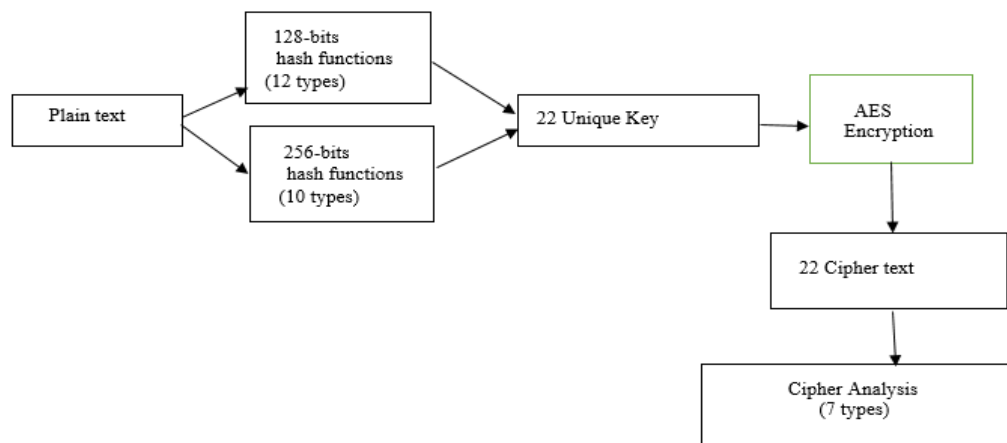 128-bits
hash functions
(12 types)
Plain text
256-bits
hash functions
(10 types)
22 Unique Key
AES
Encryption
22 Cipher text
Cipher Analysis
(7 types)